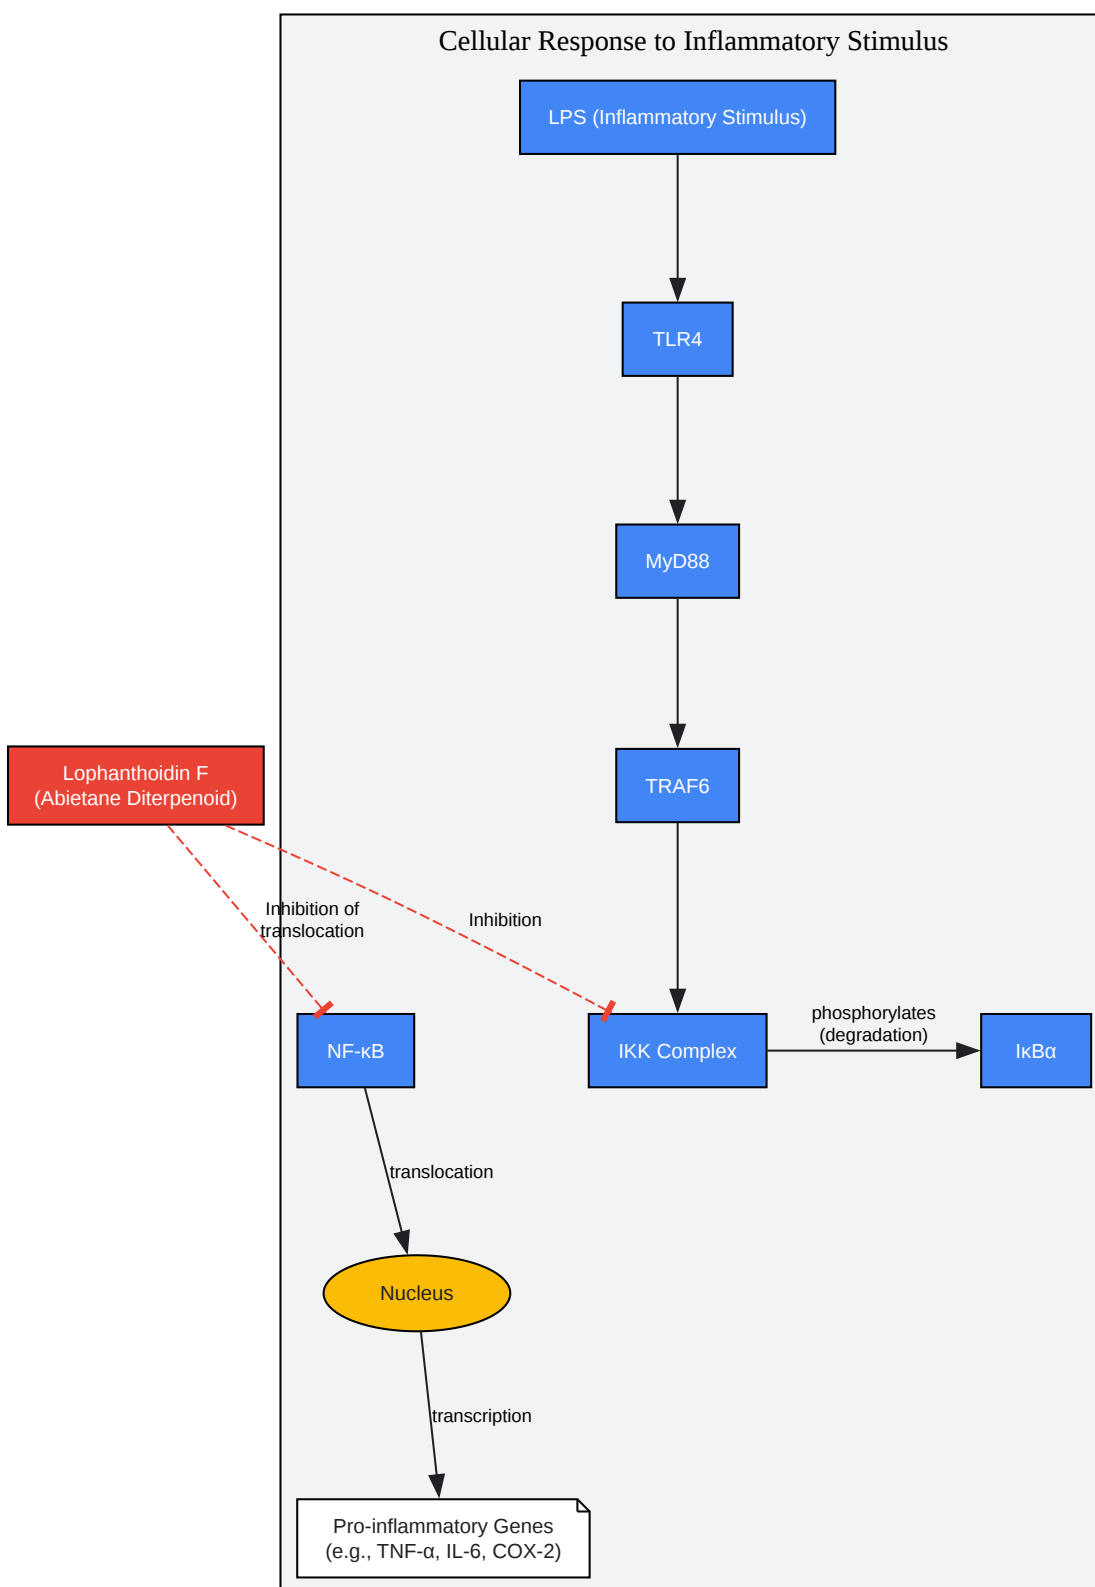 Cellular Response to Inflammatory Stimulus
LPS (Inflammatory Stimulus)
TLR4
MyD88
TRAF6
Lophanthoidin F
(Abietane Diterpenoid)
Inhibition of
translocation
Inhibition
NF-κB
IKK Complex
phosphorylates
(degradation)
IκBα
translocation
Nucleus
transcription
Pro-inflammatory Genes
(e.g., TNF-α, IL-6, COX-2)